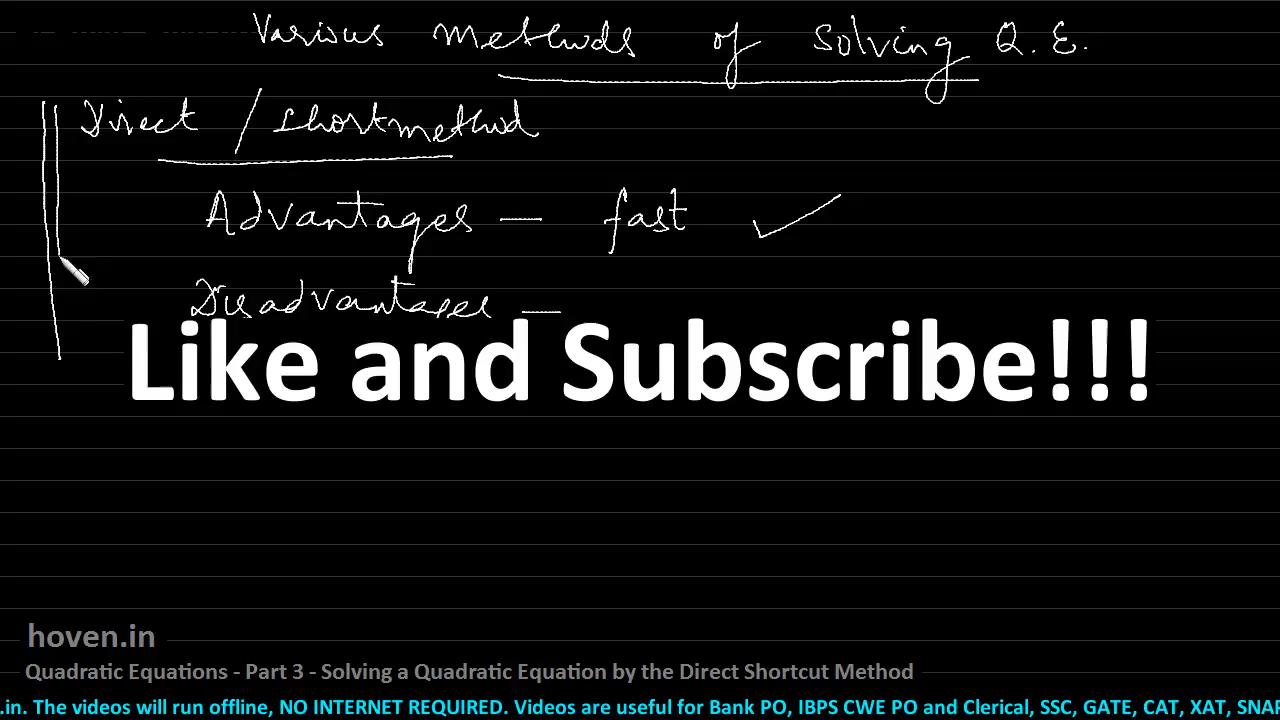 Various methods of solving Q.E.
Direct / Shortmethod
Advantages — fast ✓
Disadvantages —
Like and Subscribe!!!
hoven.in
Quadratic Equations - Part 3 - Solving a Quadratic Equation by the Direct Shortcut Method
.in. The videos will run offline, NO INTERNET REQUIRED. Videos are useful for Bank PO, IBPS CWE PO and Clerical, SSC, GATE, CAT, XAT, SNAP